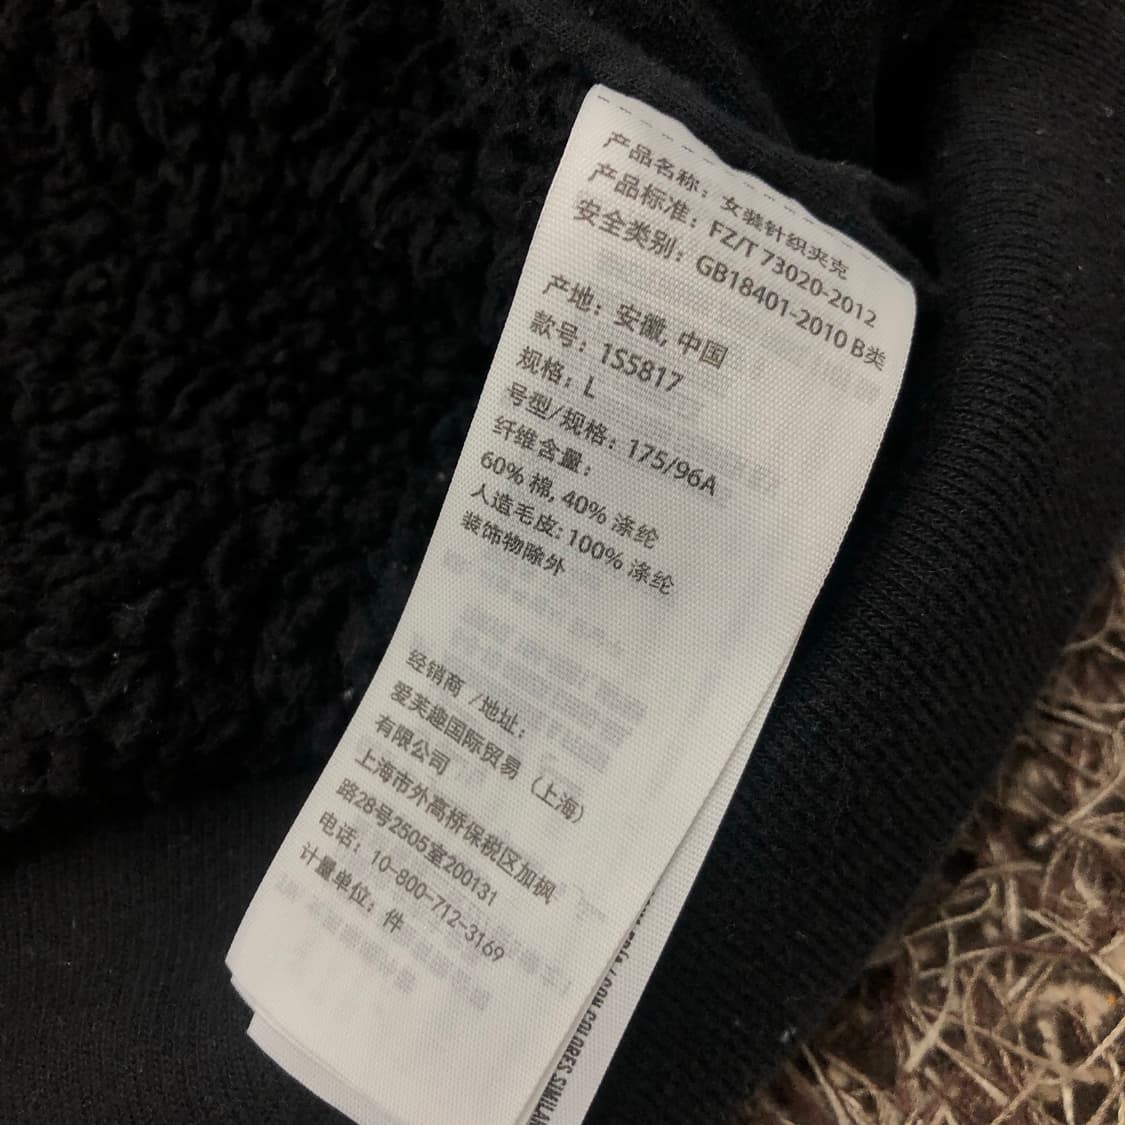 产品名称：女装针织夹克
产品标准：FZ/T 73020-2012
安全类别：GB18401-2010 B类
产地：安徽, 中国
款号：1S5817
规格：L
号型/规格：175/96A
纤维含量：
60% 棉, 40% 涤纶
人造毛皮: 100% 涤纶
装饰物除外
经销商 /地址：
爱芙趣国际贸易（上海）
有限公司
上海市外高桥保税区加枫
路28号2505室200131
电话：10-800-712-3169
计量单位：件
/ CON COLORES SIMILAR